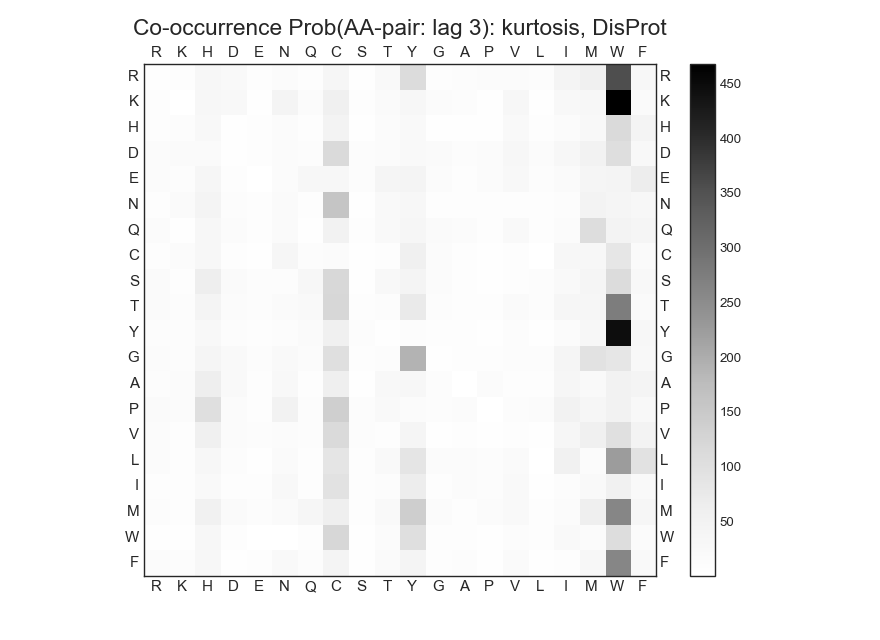 Co-occurrence Prob(AA-pair: lag 3): kurtosis, DisProt
R K H D E N Q C S T Y G A P V L I M W F
R R
K K
450
H H
400
D D
E E
350
N N
Q Q
300
C C
250
S S
T T
200
Y Y
G G
150
A A
P P
V V
100
L L
I I
50
M M
W W
F F
R K H D E N Q C S T Y G A P V L I M W F